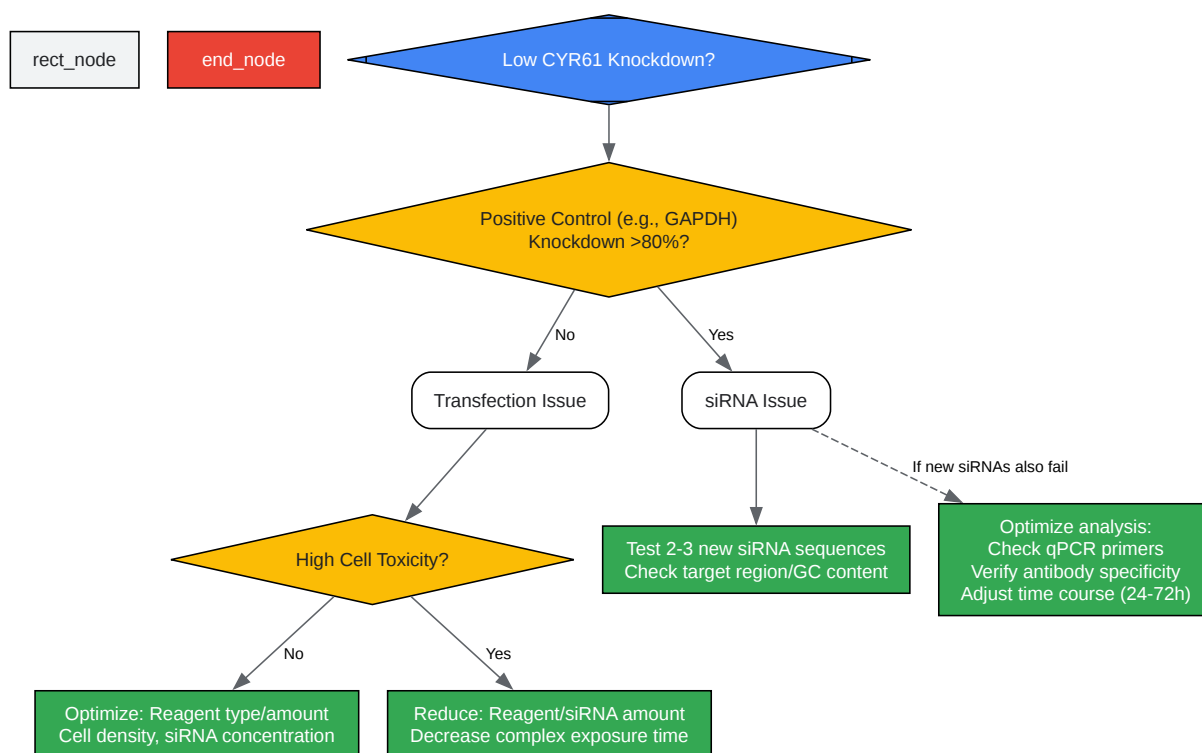 rect_node
end_node
Low CYR61 Knockdown?
Positive Control (e.g., GAPDH)
Knockdown >80%?
No
Yes
Transfection Issue
siRNA Issue
If new siRNAs also fail
High Cell Toxicity?
Test 2-3 new siRNA sequences
Check target region/GC content
Optimize analysis:
Check qPCR primers
Verify antibody specificity
Adjust time course (24-72h)
No
Yes
Optimize: Reagent type/amount
Cell density, siRNA concentration
Reduce: Reagent/siRNA amount
Decrease complex exposure time